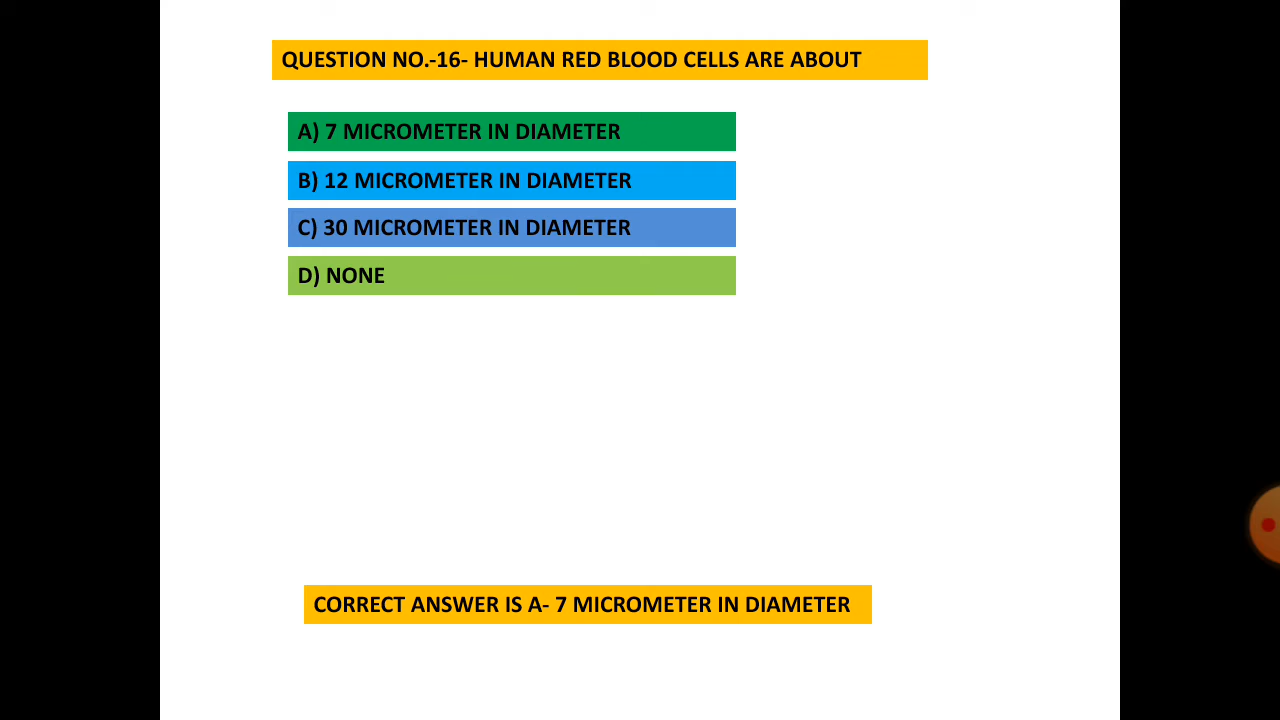 QUESTION NO.-16- HUMAN RED BLOOD CELLS ARE ABOUT
A) 7 MICROMETER IN DIAMETER
B) 12 MICROMETER IN DIAMETER
C) 30 MICROMETER IN DIAMETER
D) NONE
CORRECT ANSWER IS A- 7 MICROMETER IN DIAMETER